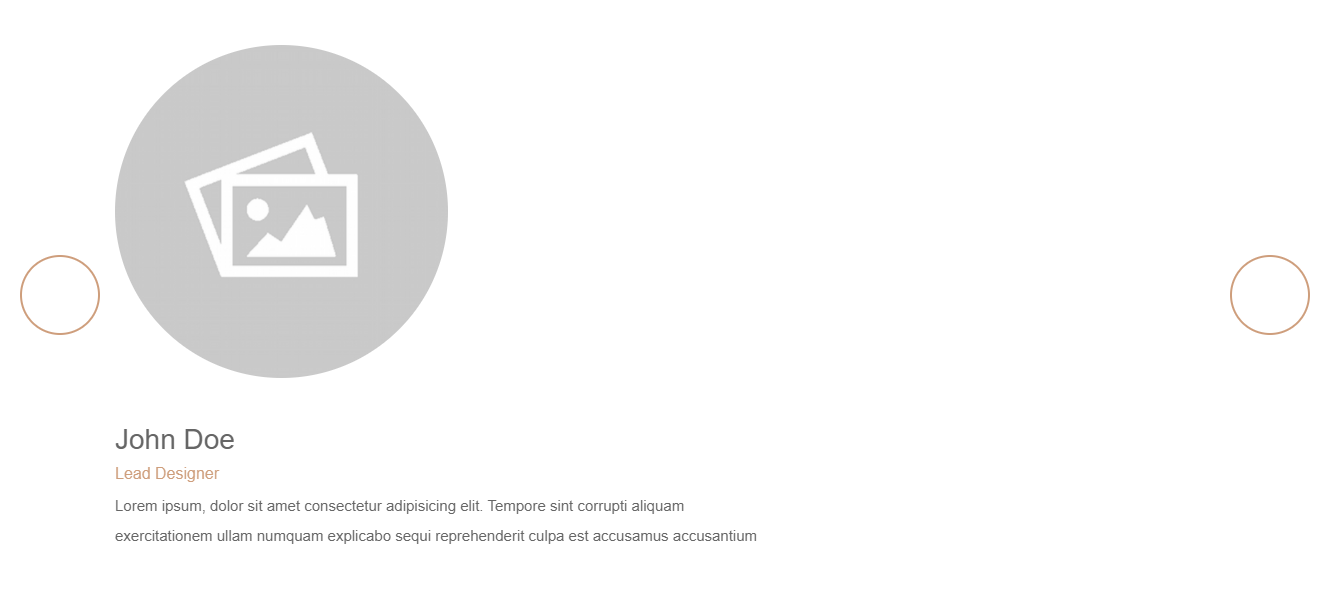 John Doe
Lead Designer
Lorem ipsum, dolor sit amet consectetur adipisicing elit. Tempore sint corrupti aliquam
exercitationem ullam numquam explicabo sequi reprehenderit culpa est accusamus accusantium